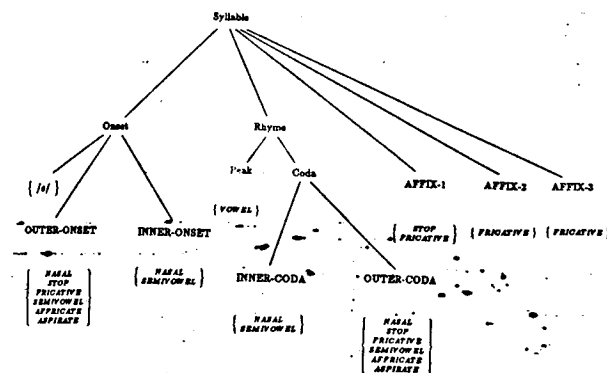 Syllable
Onset
Rhyme
{ /s/ }
Peak
Coda
AFFIX-1
AFFIX-2
AFFIX-3
{ VOWEL }
OUTER-ONSET
INNER-ONSET
{ STOP
FRICATIVE }
{ FRICATIVE }
{ FRICATIVE }
NASAL
STOP
FRICATIVE
SEMIVOWEL
AFFRICATE
ASPIRATE
{ NASAL
SEMIVOWEL }
INNER-CODA
OUTER-CODA
{ NASAL
SEMIVOWEL }
NASAL
STOP
FRICATIVE
SEMIVOWEL
AFFRICATE
ASPIRATE